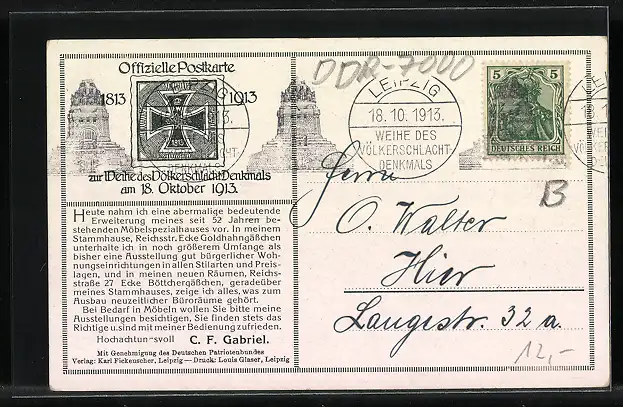 Offizielle Postkarte
1813 1913
zur Weihe des Völkerschlacht-Denkmals
am 18. Oktober 1913.
Heute nahm ich eine abermalige bedeutende
Erweiterung meines seit 52 Jahren be-
stehenden Möbelspezialhauses vor. In meinem
Stammhause, Reichsstr. Ecke Goldhahngäßchen
unterhalte ich in noch größerem Umfange als
bisher eine Ausstellung gut bürgerlicher Woh-
nungseinrichtungen in allen Stilarten und Preis-
lagen, und in meinen neuen Räumen, Reichs-
straße 27 Ecke Böttchergäßchen, geradeüber
meines Stammhauses, zeige ich alles, was zum
Ausbau neuzeitlicher Büroräume gehört.
Bei Bedarf in Möbeln wollen Sie bitte meine
Ausstellungen besichtigen, Sie finden stets das
Richtige u. sind mit meiner Bedienung zufrieden.
Hochachtungsvoll C. F. Gabriel.
Mit Genehmigung des Deutschen Patriotenbundes
Verlag: Karl Fickenscher, Leipzig — Druck: Louis Glaser, Leipzig
DDR-7000
LEIPZIG
18.10.1913.
WEIHE DES
VÖLKERSCHLACHT-
DENKMALS
5 5
DEUTSCHES REICH
B
Herrn
O. Walter
Hier
Langestr. 32 a.
12,-